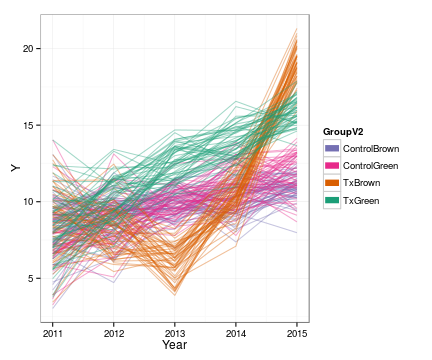 20
15
10
5
Y
2011 2012 2013 2014 2015
Year
GroupV2
ControlBrown
ControlGreen
TxBrown
TxGreen